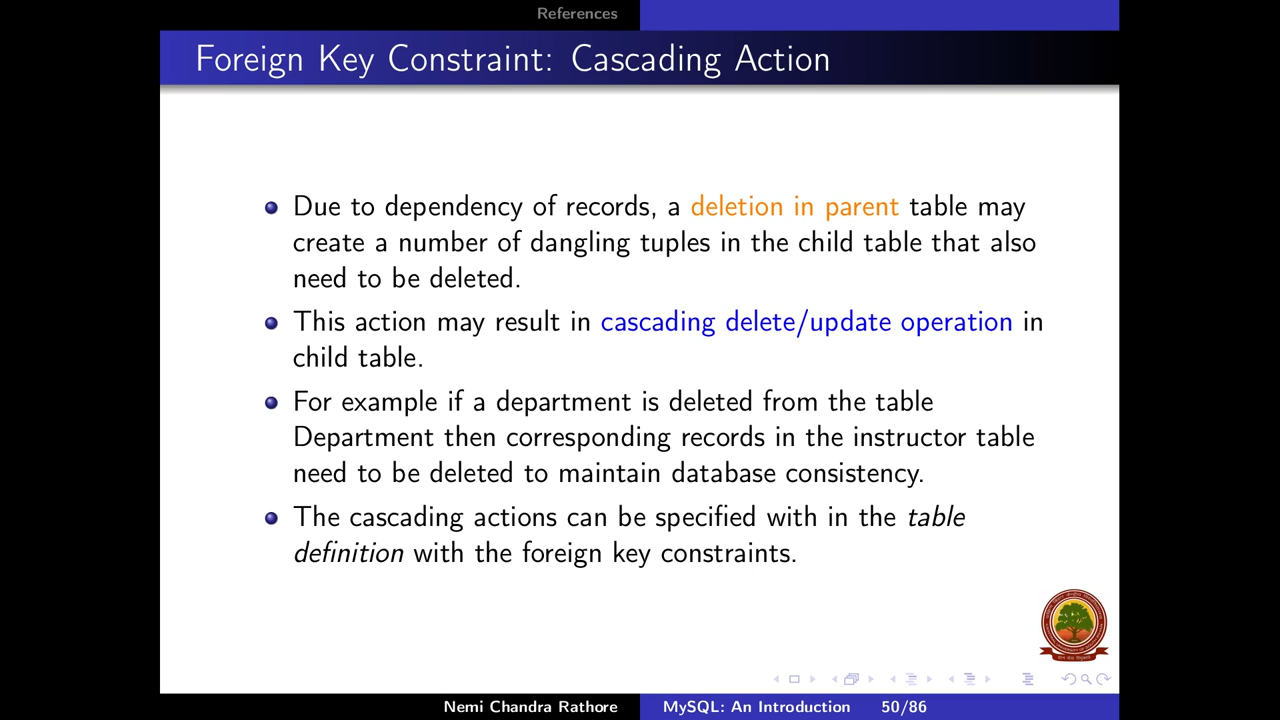 References
Foreign Key Constraint: Cascading Action
Due to dependency of records, a deletion in parent table may
create a number of dangling tuples in the child table that also
need to be deleted.
This action may result in cascading delete/update operation in
child table.
For example if a department is deleted from the table
Department then corresponding records in the instructor table
need to be deleted to maintain database consistency.
The cascading actions can be specified with in the table
definition with the foreign key constraints.
Nemi Chandra Rathore MySQL: An Introduction 50/86